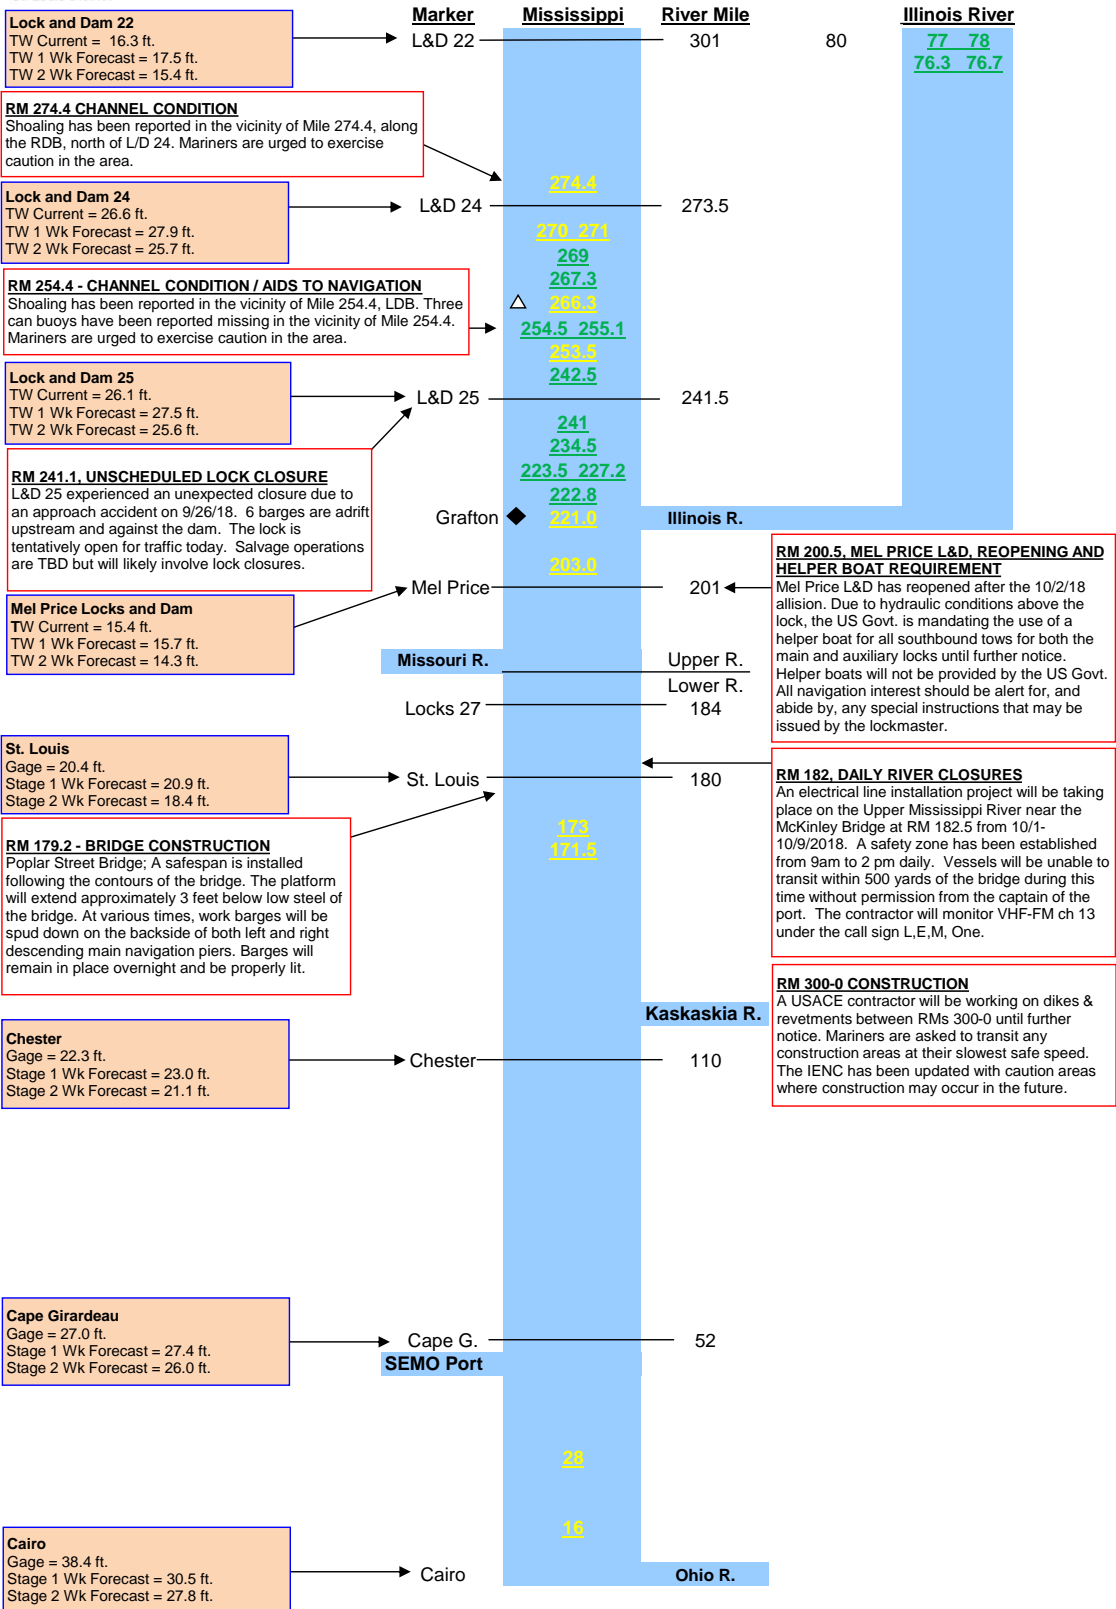 Marker Mississippi River Mile Illinois River
Lock and Dam 22
TW Current = 16.3 ft.
TW 1 Wk Forecast = 17.5 ft.
TW 2 Wk Forecast = 15.4 ft.
L&D 22 301 80 77 78
76.3 76.7
RM 274.4 CHANNEL CONDITION
Shoaling has been reported in the vicinity of Mile 274.4, along
the RDB, north of L/D 24. Mariners are urged to exercise
caution in the area.
274.4
Lock and Dam 24
TW Current = 26.6 ft.
TW 1 Wk Forecast = 27.9 ft.
TW 2 Wk Forecast = 25.7 ft.
L&D 24 273.5
270 271
269
267.3
266.3
RM 254.4 - CHANNEL CONDITION / AIDS TO NAVIGATION
Shoaling has been reported in the vicinity of Mile 254.4, LDB. Three
can buoys have been reported missing in the vicinity of Mile 254.4.
Mariners are urged to exercise caution in the area.
254.5 255.1
253.5
242.5
Lock and Dam 25
TW Current = 26.1 ft.
TW 1 Wk Forecast = 27.5 ft.
TW 2 Wk Forecast = 25.6 ft.
L&D 25 241.5
241
234.5
223.5 227.2
222.8
RM 241.1, UNSCHEDULED LOCK CLOSURE
L&D 25 experienced an unexpected closure due to
an approach accident on 9/26/18. 6 barges are adrift
upstream and against the dam. The lock is
tentatively open for traffic today. Salvage operations
are TBD but will likely involve lock closures.
Grafton 221.0 Illinois R.
203.0
Mel Price Locks and Dam
TW Current = 15.4 ft.
TW 1 Wk Forecast = 15.7 ft.
TW 2 Wk Forecast = 14.3 ft.
Mel Price 201
RM 200.5, MEL PRICE L&D, REOPENING AND
HELPER BOAT REQUIREMENT
Mel Price L&D has reopened after the 10/2/18
allision. Due to hydraulic conditions above the
lock, the US Govt. is mandating the use of a
helper boat for all southbound tows for both the
main and auxiliary locks until further notice.
Helper boats will not be provided by the US Govt.
All navigation interest should be alert for, and
abide by, any special instructions that may be
issued by the lockmaster.
Missouri R. Upper R.
Lower R.
Locks 27 184
St. Louis
Gage = 20.4 ft.
Stage 1 Wk Forecast = 20.9 ft.
Stage 2 Wk Forecast = 18.4 ft.
St. Louis 180
RM 182, DAILY RIVER CLOSURES
An electrical line installation project will be taking
place on the Upper Mississippi River near the
McKinley Bridge at RM 182.5 from 10/1-
10/9/2018. A safety zone has been established
from 9am to 2 pm daily. Vessels will be unable to
transit within 500 yards of the bridge during this
time without permission from the captain of the
port. The contractor will monitor VHF-FM ch 13
under the call sign L,E,M, One.
RM 179.2 - BRIDGE CONSTRUCTION
Poplar Street Bridge; A safespan is installed
following the contours of the bridge. The platform
will extend approximately 3 feet below low steel of
the bridge. At various times, work barges will be
spud down on the backside of both left and right
descending main navigation piers. Barges will
remain in place overnight and be properly lit.
173
171.5
RM 300-0 CONSTRUCTION
A USACE contractor will be working on dikes &
revetments between RMs 300-0 until further
notice. Mariners are asked to transit any
construction areas at their slowest safe speed.
The IENC has been updated with caution areas
where construction may occur in the future.
Kaskaskia R.
Chester
Gage = 22.3 ft.
Stage 1 Wk Forecast = 23.0 ft.
Stage 2 Wk Forecast = 21.1 ft.
Chester 110
Cape Girardeau
Gage = 27.0 ft.
Stage 1 Wk Forecast = 27.4 ft.
Stage 2 Wk Forecast = 26.0 ft.
Cape G. 52
SEMO Port
28
16
Cairo
Gage = 38.4 ft.
Stage 1 Wk Forecast = 30.5 ft.
Stage 2 Wk Forecast = 27.8 ft.
Cairo Ohio R.